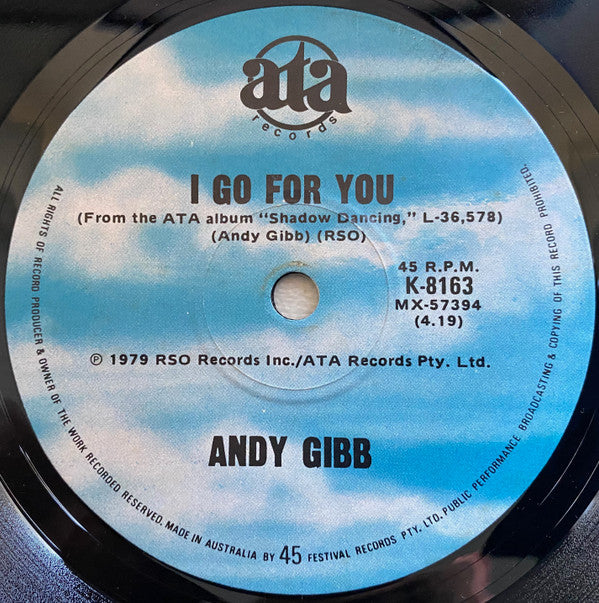 ata
records
I GO FOR YOU
(From the ATA album "Shadow Dancing," L-36,578)
(Andy Gibb) (RSO)
45 R.P.M.
K-8163
MX-57394
(4.19)
℗ 1979 RSO Records Inc./ATA Records Pty. Ltd.
ANDY GIBB
ALL RIGHTS OF RECORD PRODUCER & OWNER OF THE WORK RECORDED RESERVED. MADE IN AUSTRALIA BY 45 FESTIVAL RECORDS PTY. LTD. PUBLIC PERFORMANCE BROADCASTING & COPYING OF THIS RECORD PROHIBITED.